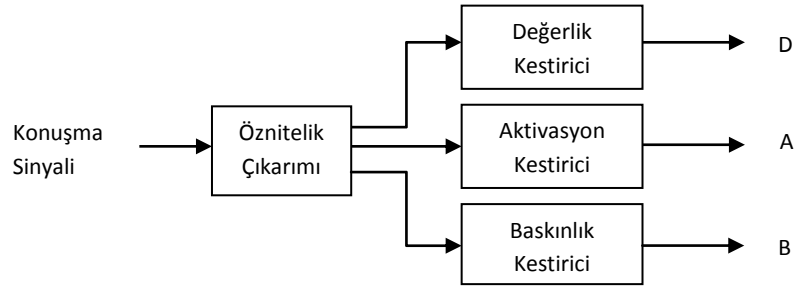 Konuşma
Sinyali
Öznitelik
Çıkarımı
Değerlik
Kestirici
D
Aktivasyon
Kestirici
A
Baskınlık
Kestirici
B